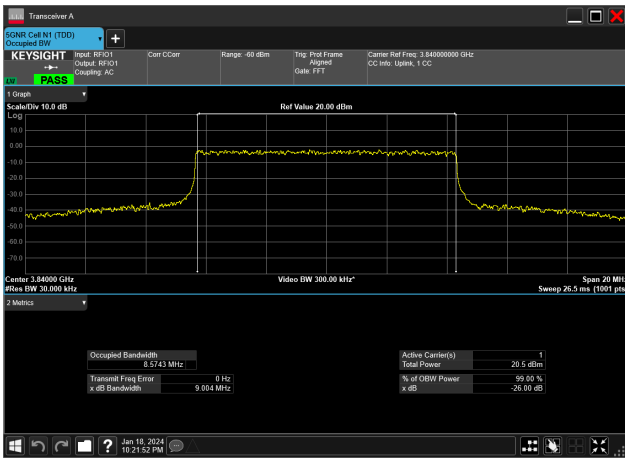 Transceiver A
5GNR Cell N1 (TDD)
Occupied BW
KEYSIGHT
LXI
PASS
Input: RFIO1
Output: RFIO1
Coupling: AC
Corr CCorr
Range: -60 dBm
Trig: Prot Frame
Aligned
Gate: FFT
Carrier Ref Freq: 3.840000000 GHz
CC Info: Uplink, 1 CC
1 Graph
Scale/Div 10.0 dB
Ref Value 20.00 dBm
Log
10.0
0.00
-10.0
-20.0
-30.0
-40.0
-50.0
-60.0
-70.0
Center 3.84000 GHz
Video BW 300.00 kHz*
Span 20 MHz
#Res BW 30.000 kHz
Sweep 26.5 ms (1001 pts
2 Metrics
Occupied Bandwidth
8.5743 MHz
Transmit Freq Error 0 Hz
x dB Bandwidth 9.004 MHz
Active Carrier(s) 1
Total Power 20.5 dBm
% of OBW Power 99.00 %
x dB -26.00 dB
?
Jan 18, 2024
10:21:52 PM